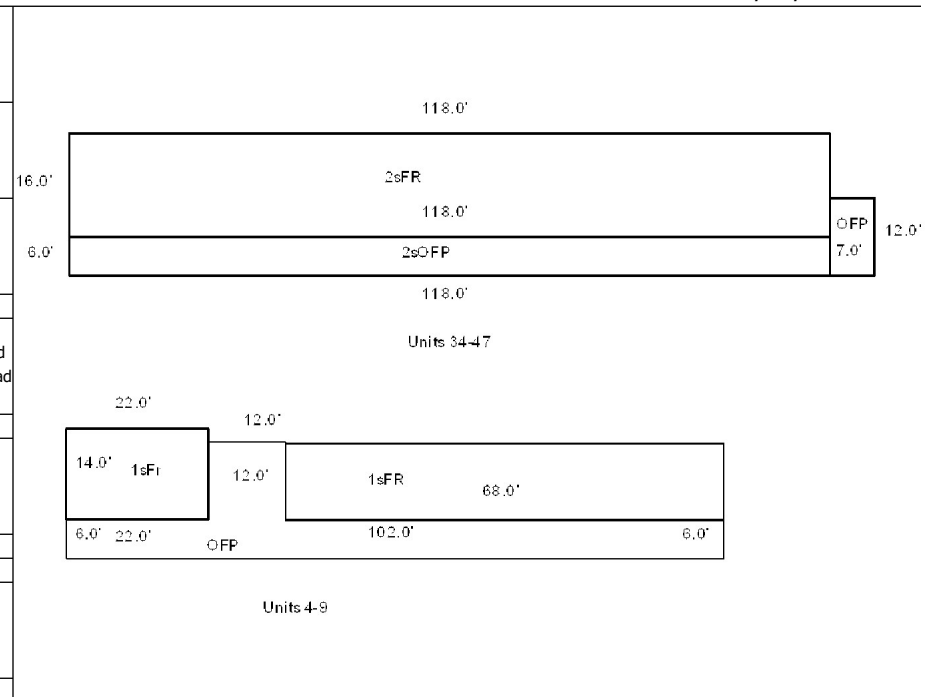 118.0'
16.0'
2sFR
118.0'
OFP
12.0'
6.0'
2sOFP
7.0'
118.0'
Units 34-47
22.0'
12.0'
14.0'
1sFr
12.0'
1sFR
68.0'
6.0'
22.0'
OFP
102.0'
6.0'
Units 4-9